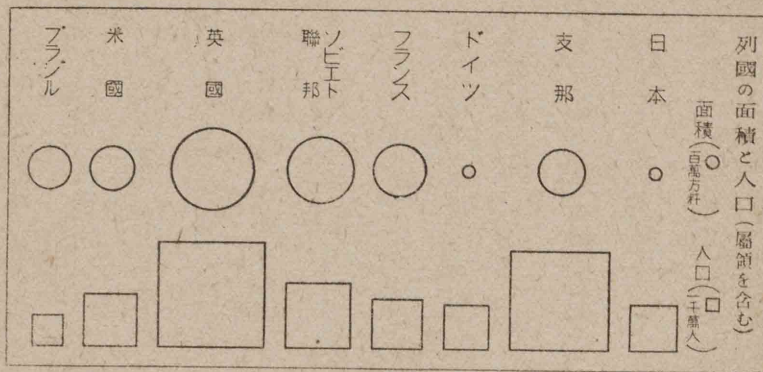 列國の面積と人口(屬領を含む)
面積(○百萬方粁)
人口(□一千萬人)
日本
支那
ドイツ
フランス
ソビエト聯邦
英國
米國
ブラジル